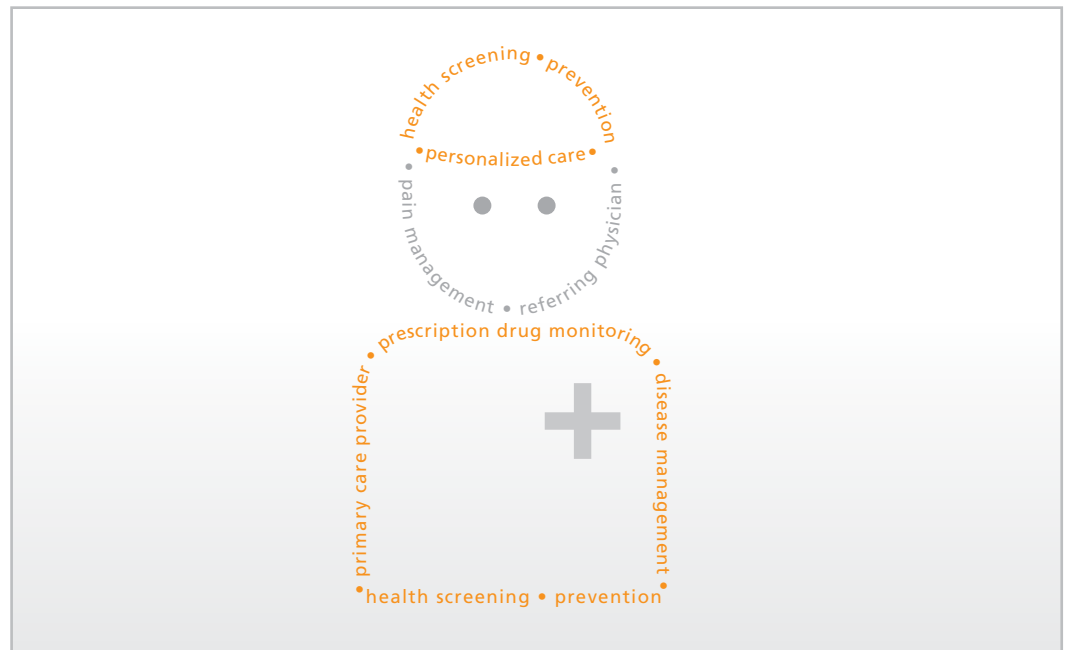 health screening • prevention
• personalized care •
• pain management • referring physician •
• prescription drug monitoring •
primary care provider
disease management
• health screening • prevention •